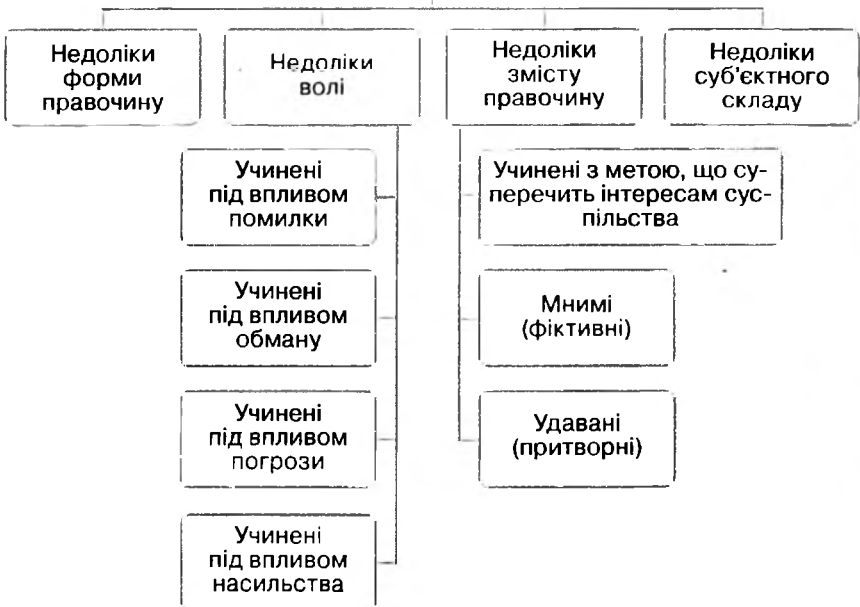 Недоліки
форми
правочину
Недоліки
волі
Недоліки
змісту
правочину
Недоліки
суб'єктного
складу
Учинені
під впливом
помилки
Учинені
під впливом
обману
Учинені
під впливом
погрози
Учинені
під впливом
насильства
Учинені з метою, що су-
перечить інтересам сус-
пільства
Мнимі
(фіктивні)
Удавані
(притворні)